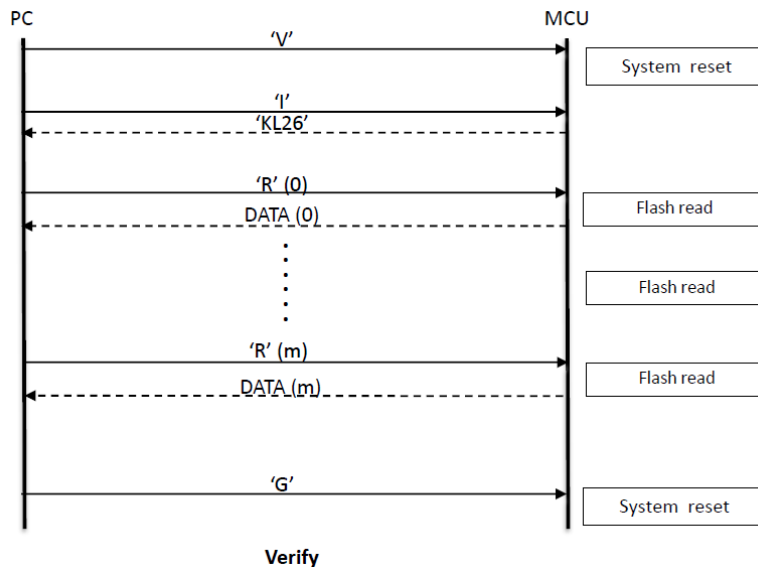 PC
MCU
‘V’
System reset
‘I’
‘KL26’
‘R’ (0)
Flash read
DATA (0)
Flash read
‘R’ (m)
Flash read
DATA (m)
‘G’
System reset
Verify